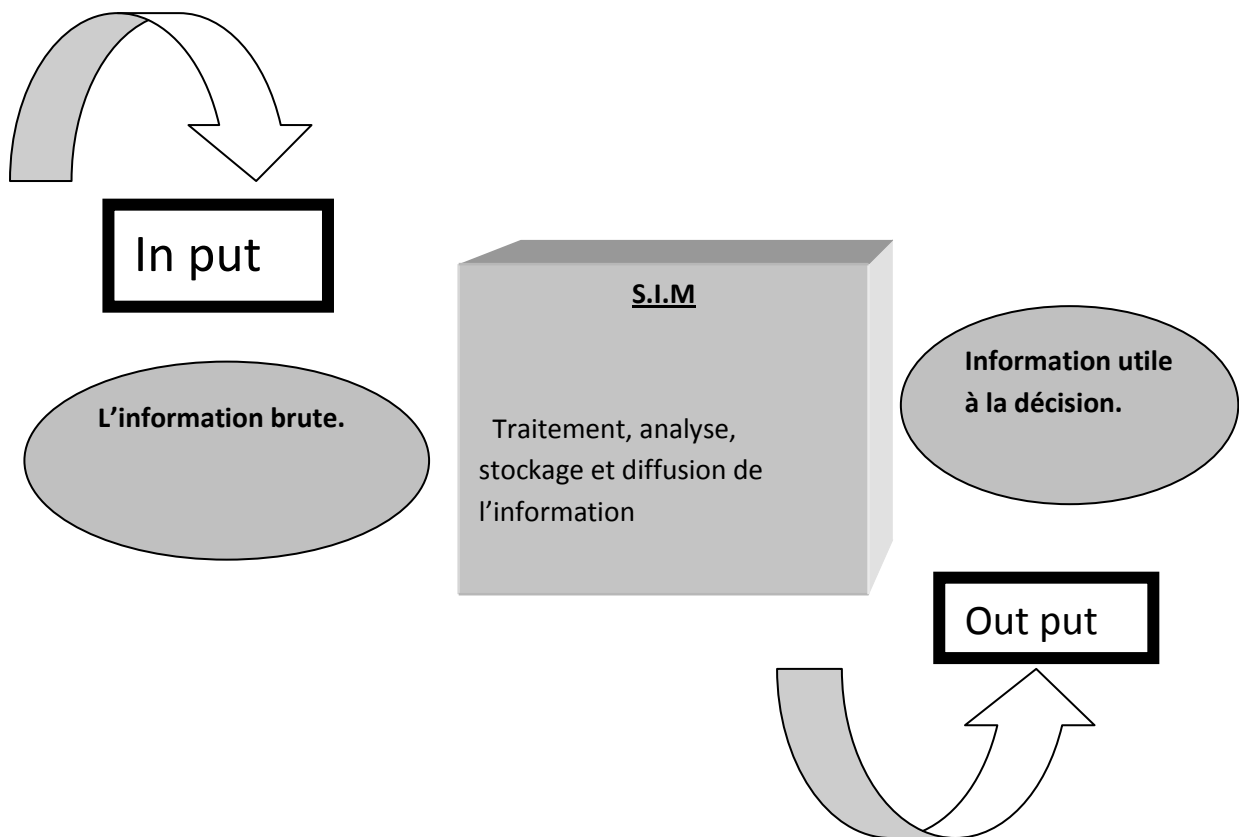 In put
L’information brute.
S.I.M
Traitement, analyse,
stockage et diffusion de
l’information
Information utile
à la décision.
Out put